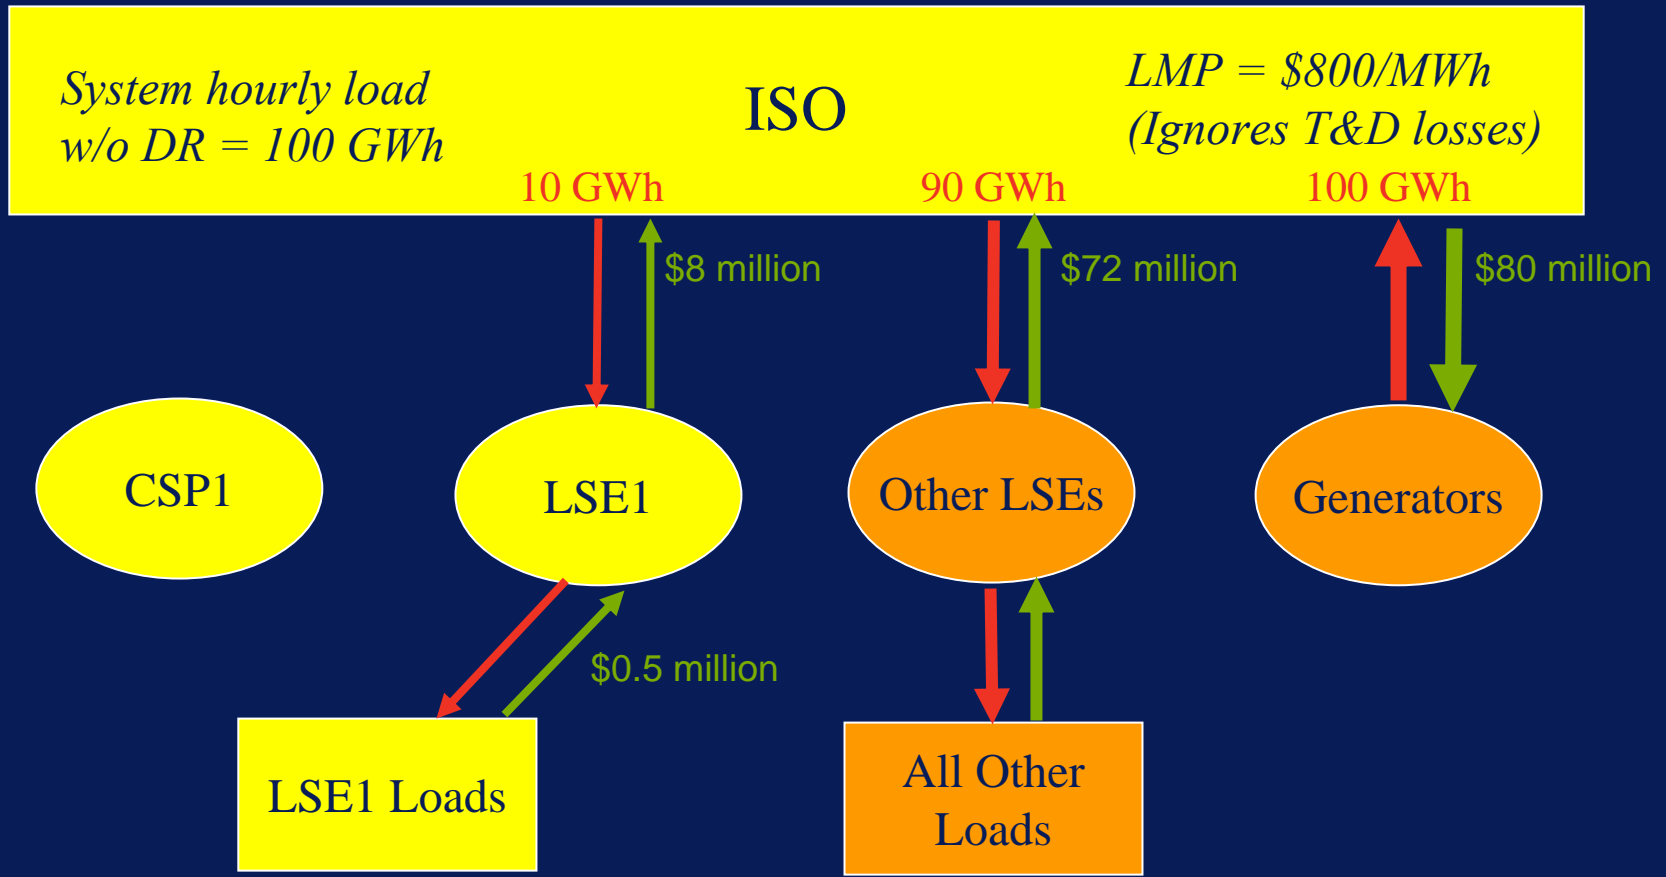 System hourly load
w/o DR = 100 GWh
ISO
LMP = $800/MWh
(Ignores T&D losses)
10 GWh
90 GWh
100 GWh
$8 million
$72 million
$80 million
CSP1
LSE1
Other LSEs
Generators
$0.5 million
LSE1 Loads
All Other
Loads